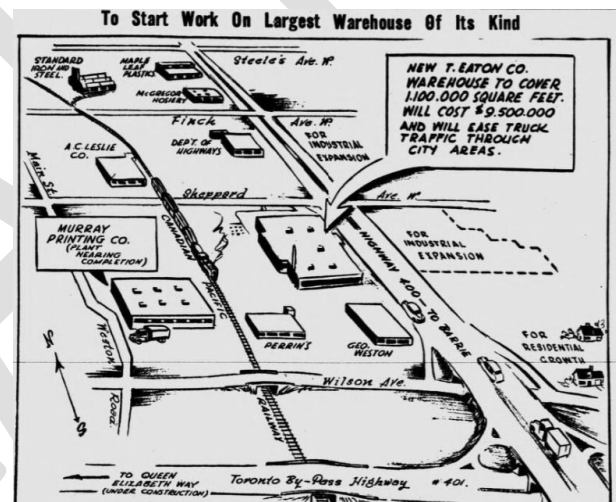 To Start Work On Largest Warehouse Of Its Kind
STANDARD
IRON AND
STEEL.
MAPLE
LEAF
PLASTICS
Steele's Ave. W.
McGREGOR
HOSIERY
NEW T. EATON CO.
WAREHOUSE TO COVER
1,100,000 SQUARE FEET.
WILL COST $9,500,000
AND WILL EASE TRUCK
TRAFFIC THROUGH
CITY AREAS.
Finch Ave. W.
FOR
INDUSTRIAL
EXPANSION
A.C. LESLIE
CO.
DEP'T. OF
HIGHWAYS
Main St.
Sheppard Ave. W.
MURRAY
PRINTING CO.
(PLANT
NEARING
COMPLETION)
CANADIAN
PACIFIC
RAILWAY
HIGHWAY 400 - TO BARRIE
FOR
INDUSTRIAL
EXPANSION
Weston
Road
PERRIN'S
GEO.
WESTON
FOR
RESIDENTIAL
GROWTH
N
S
Wilson Ave.
TO QUEEN
ELIZABETH WAY
(UNDER CONSTRUCTION)
Toronto By-Pass Highway # 401.